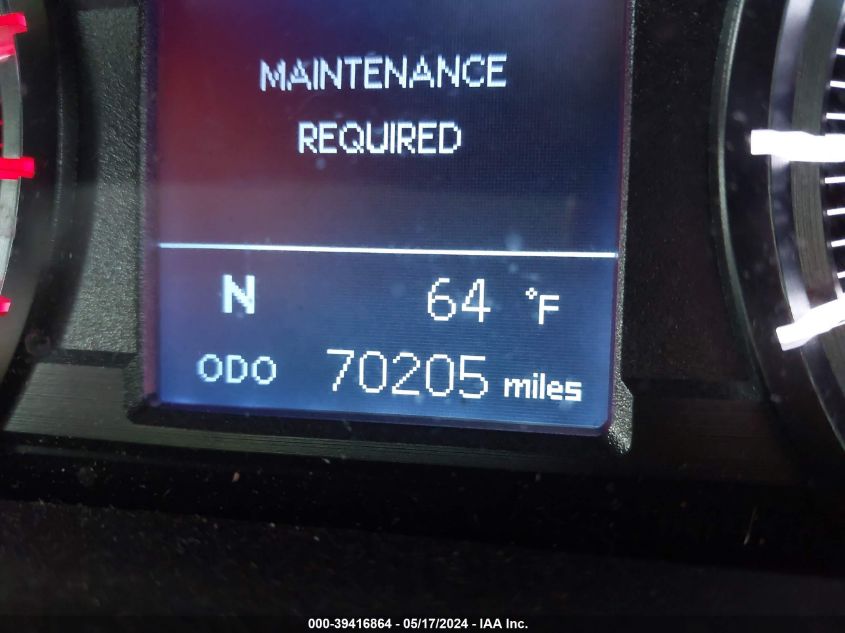 MAINTENANCE
REQUIRED
N 64 °F
ODO 70205 miles
000-39416864 - 05/17/2024 - IAA Inc.